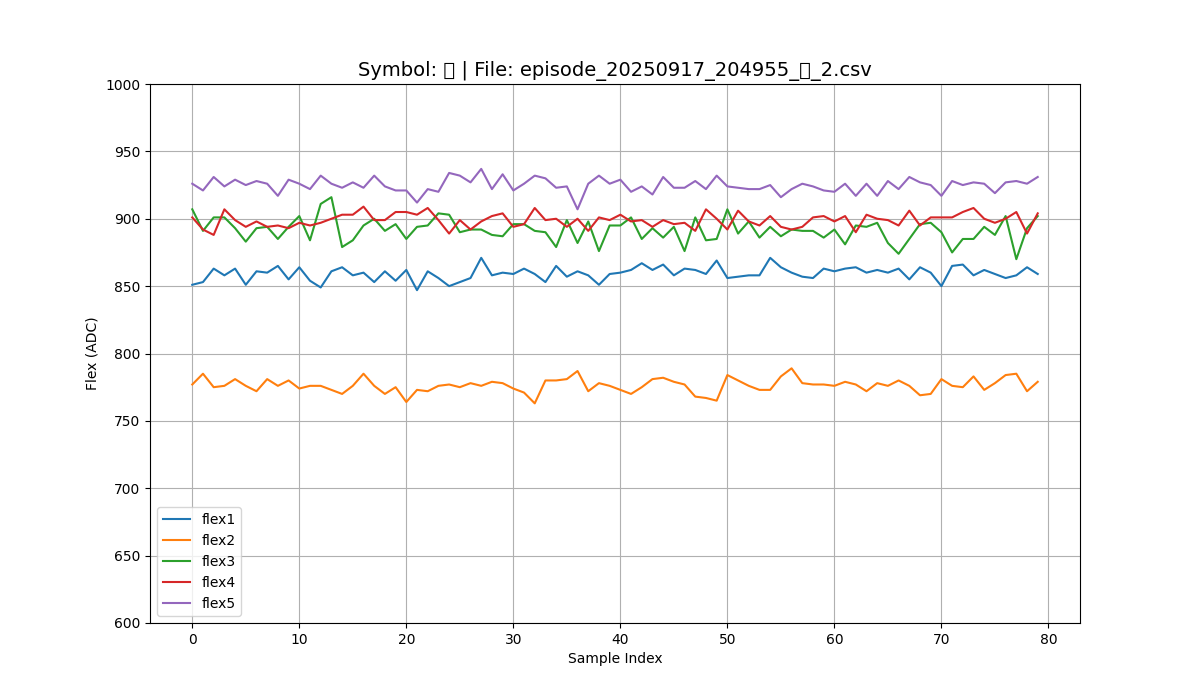 Symbol: | File: episode_20250917_204955_ _2.csv
1000
950
900
850
800
750
700
650
600
Flex (ADC)
flex1
flex2
flex3
flex4
flex5
0 10 20 30 40 50 60 70 80
Sample Index